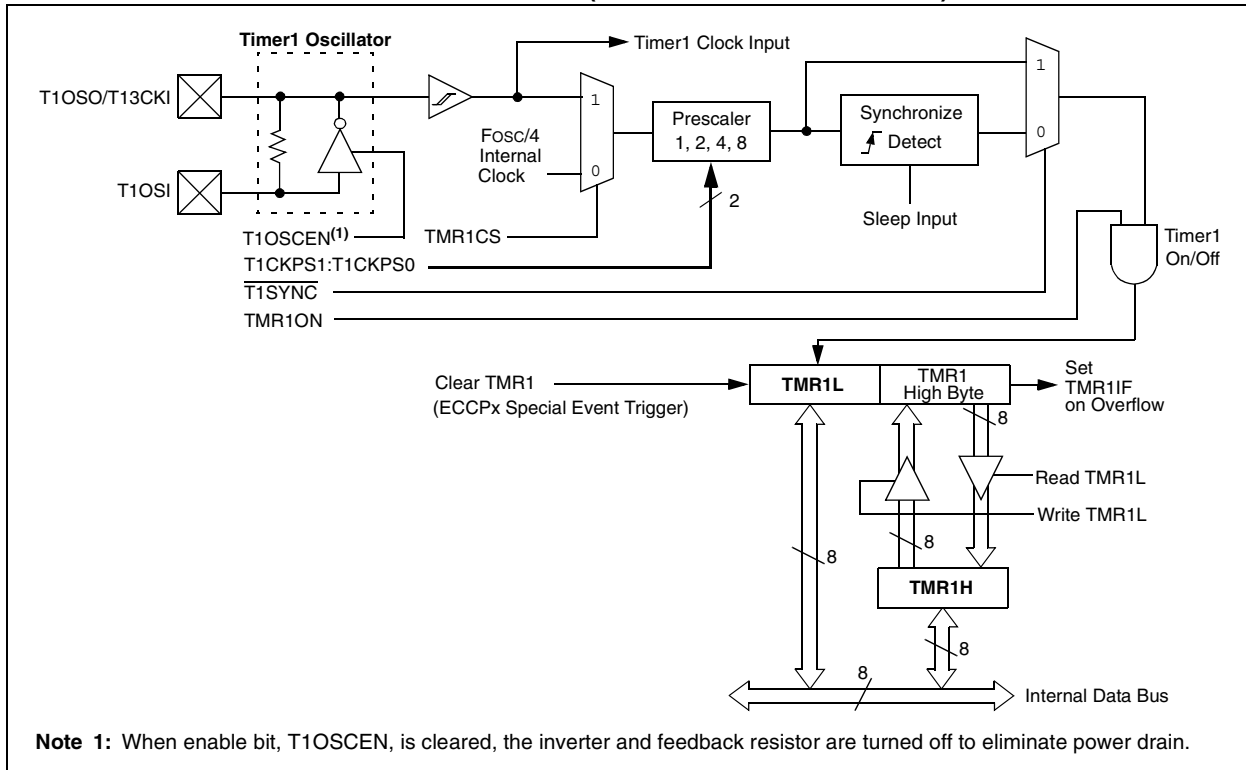 Timer1 Oscillator
Timer1 Clock Input
1
T1OSO/T13CKI
1
Prescaler
1, 2, 4, 8
Synchronize
Detect
FOSC/4
Internal
Clock
0
0
T1OSI
2
Sleep Input
T1OSCEN(1)
TMR1CS
Timer1
On/Off
T1CKPS1:T1CKPS0
T1SYNC
TMR1ON
Clear TMR1
(ECCPx Special Event Trigger)
TMR1L
TMR1
High Byte
Set
TMR1IF
on Overflow
8
Read TMR1L
Write TMR1L
8
8
TMR1H
8
8
Internal Data Bus
Note 1: When enable bit, T1OSCEN, is cleared, the inverter and feedback resistor are turned off to eliminate power drain.